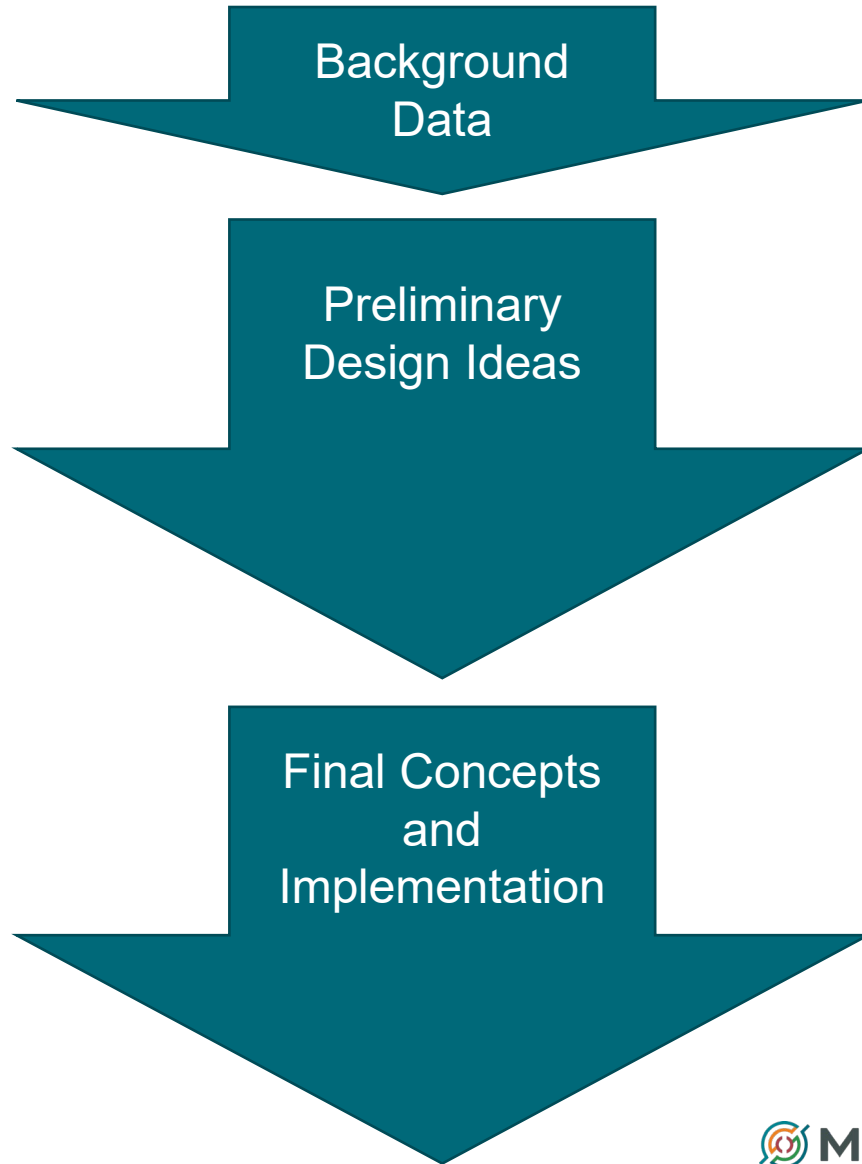 Background
Data
Preliminary
Design Ideas
Final Concepts
and
Implementation
M